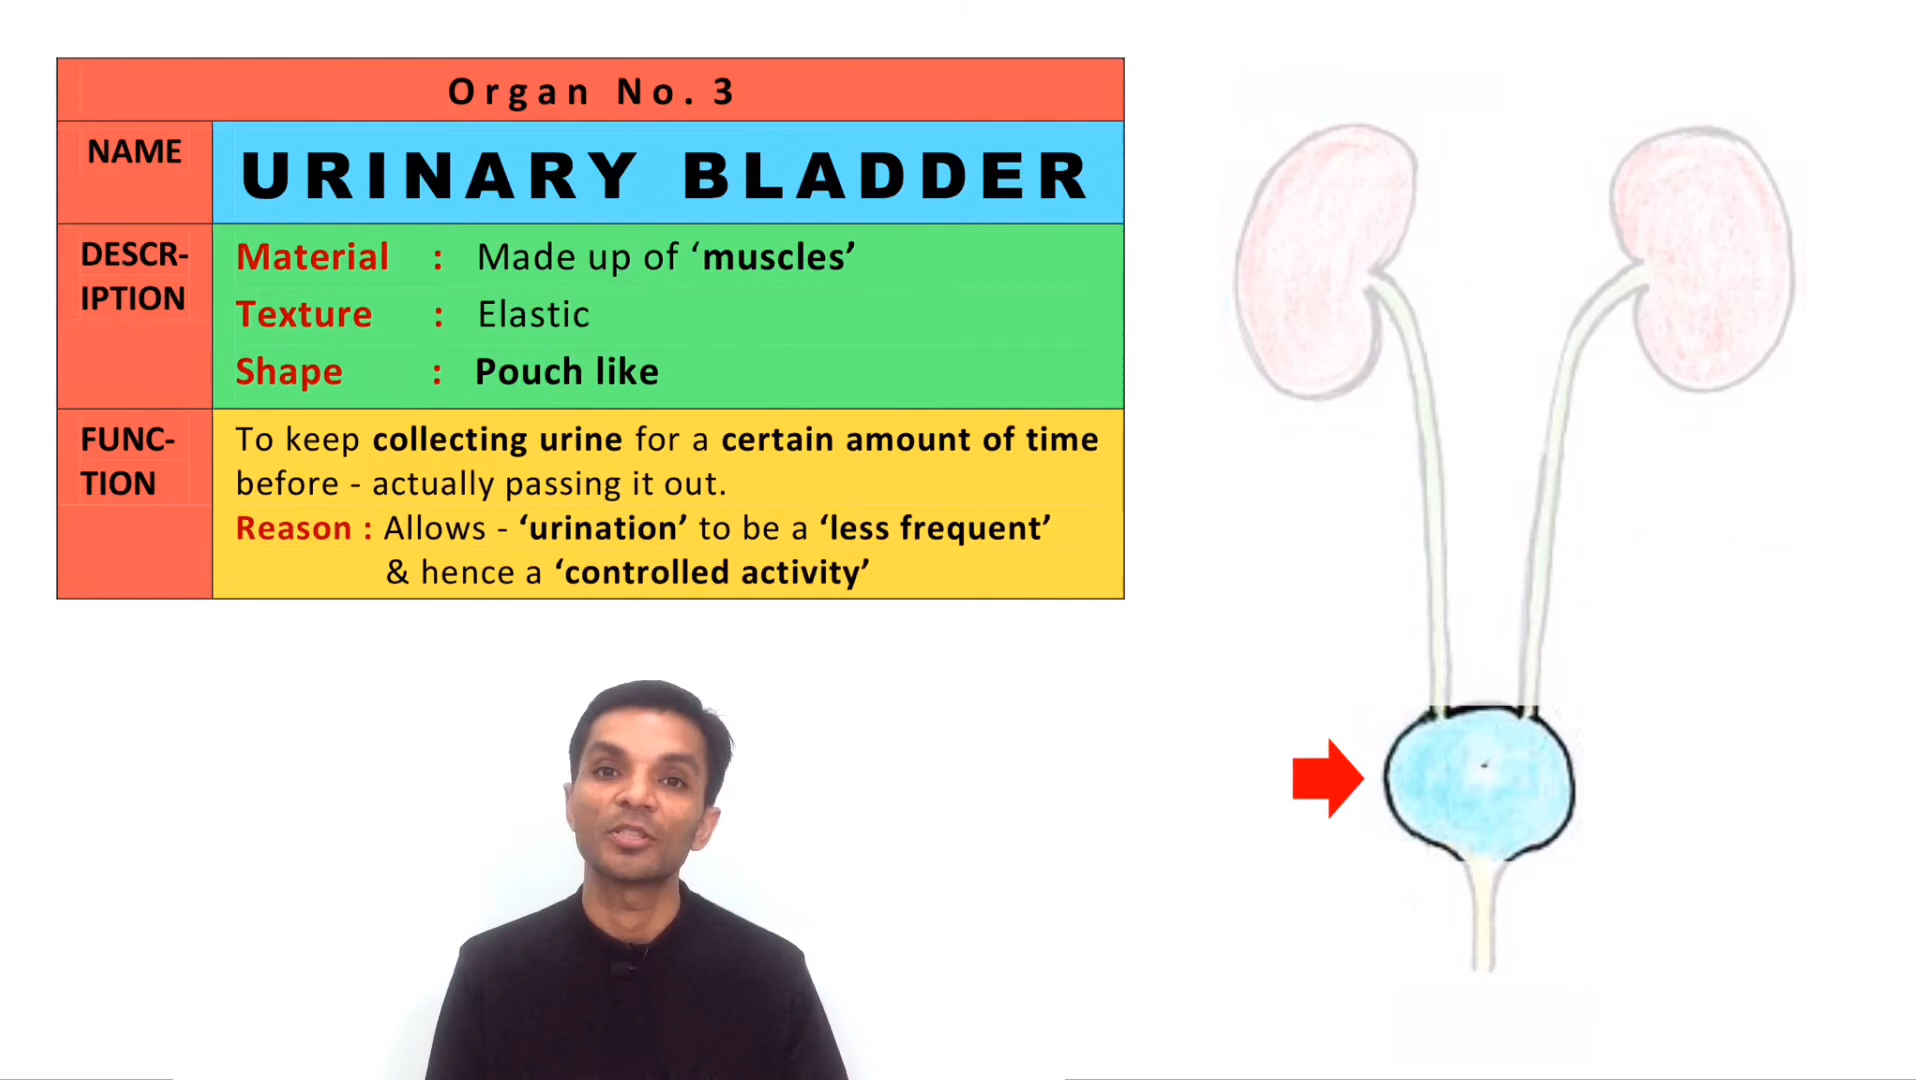 Organ No. 3
NAME
URINARY BLADDER
DESCR-
IPTION
Material : Made up of ‘muscles’
Texture : Elastic
Shape : Pouch like
FUNC-
TION
To keep collecting urine for a certain amount of time
before - actually passing it out.
Reason : Allows - ‘urination’ to be a ‘less frequent’
& hence a ‘controlled activity’